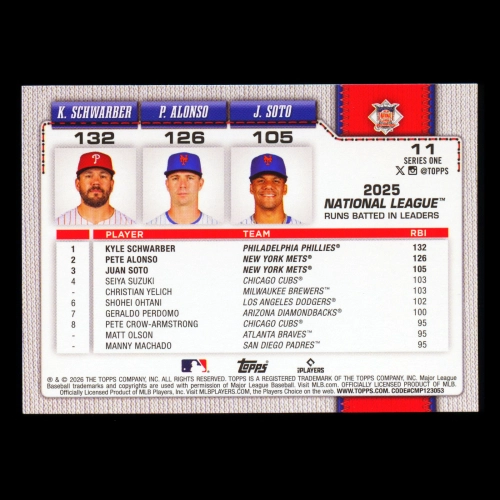 K. SCHWARBER P. ALONSO J. SOTO
132 126 105
11
SERIES ONE
X @TOPPS
2025
NATIONAL LEAGUE™
RUNS BATTED IN LEADERS
PLAYER TEAM RBI
1 KYLE SCHWARBER PHILADELPHIA PHILLIES® 132
2 PETE ALONSO NEW YORK METS® 126
3 JUAN SOTO NEW YORK METS® 105
4 SEIYA SUZUKI CHICAGO CUBS® 103
- CHRISTIAN YELICH MILWAUKEE BREWERS™ 103
6 SHOHEI OHTANI LOS ANGELES DODGERS® 102
7 GERALDO PERDOMO ARIZONA DIAMONDBACKS® 100
8 PETE CROW-ARMSTRONG CHICAGO CUBS® 95
- MATT OLSON ATLANTA BRAVES™ 95
- MANNY MACHADO SAN DIEGO PADRES™ 95
Topps PLAYERS
® & © 2026 THE TOPPS COMPANY, INC. ALL RIGHTS RESERVED. TOPPS IS A REGISTERED TRADEMARK OF THE TOPPS COMPANY, INC. Major League
Baseball trademarks and copyrights are used with permission of Major League Baseball. Visit MLB.com. OFFICIALLY LICENSED PRODUCT OF MLB.
Officially Licensed Product of MLB Players, Inc. Visit MLBPLAYERS.com, the Players Choice on the web. WWW.TOPPS.COM. CODE#CMP123053